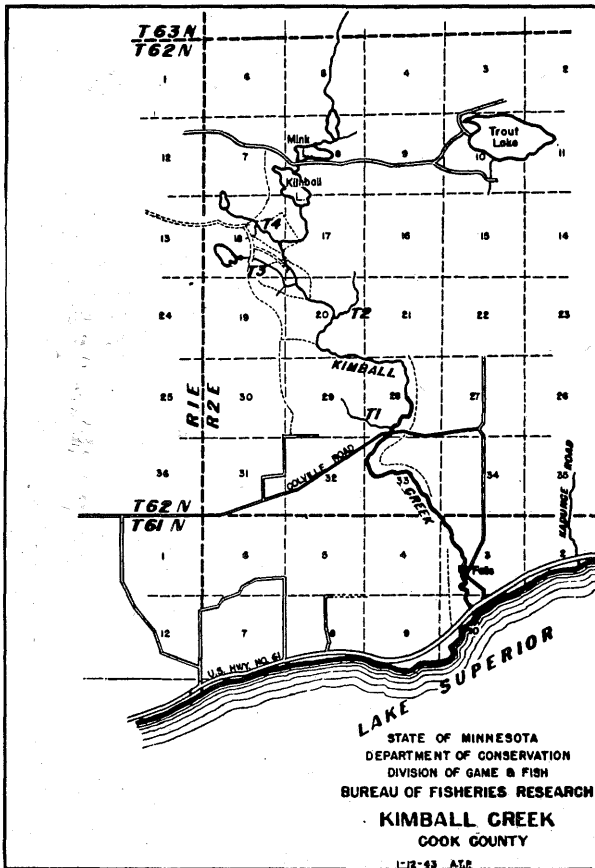 T63N
T62N
1
6
5
4
3
2
Mink
Trout
Lake
12
7
8
9
10
11
Kimball
T4
13
18
17
16
15
14
T3
24
19
20
T2
21
22
23
KIMBALL
R1E
R2E
25
30
29
28
27
26
T1
36
31
COLVILLE ROAD
32
33
CREEK
34
35
ROAD
T62N
T61N
1
6
5
4
3
2
Falls
12
7
8
9
10
U.S. HWY. NO. 61
LAKE SUPERIOR
STATE OF MINNESOTA
DEPARTMENT OF CONSERVATION
DIVISION OF GAME & FISH
BUREAU OF FISHERIES RESEARCH
KIMBALL CREEK
COOK COUNTY
1-12-43 A.T.P.